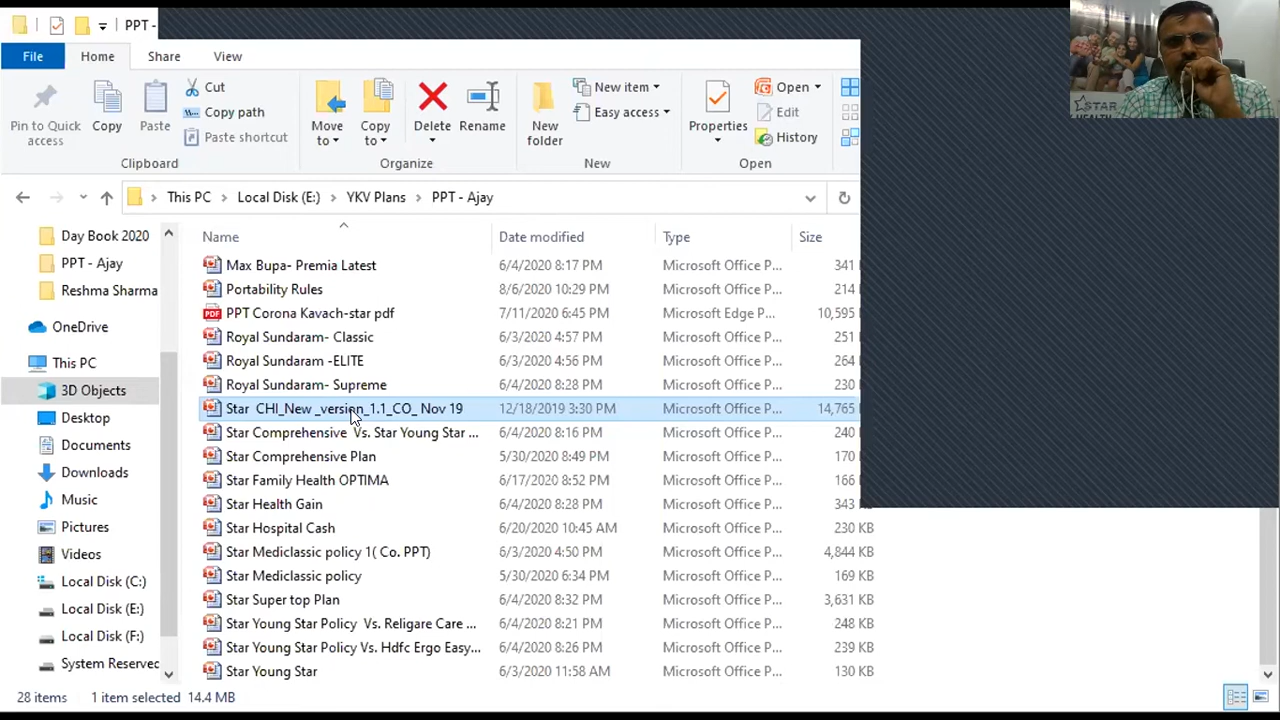 PPT -
File Home Share View
Pin to Quick access
Copy
Paste
Cut
Copy path
Paste shortcut
Clipboard
Move to
Copy to
Delete
Rename
Organize
New folder
New item
Easy access
New
Properties
Open
Edit
History
Open
This PC > Local Disk (E:) > YKV Plans > PPT - Ajay
Name Date modified Type Size
Day Book 2020
PPT - Ajay
Reshma Sharma
OneDrive
This PC
3D Objects
Desktop
Documents
Downloads
Music
Pictures
Videos
Local Disk (C:)
Local Disk (E:)
Local Disk (F:)
System Reserved
Max Bupa- Premia Latest 6/4/2020 8:17 PM Microsoft Office P... 341
Portability Rules 8/6/2020 10:29 PM Microsoft Office P... 214
PPT Corona Kavach-star pdf 7/11/2020 6:45 PM Microsoft Edge P... 10,595
Royal Sundaram- Classic 6/3/2020 4:57 PM Microsoft Office P... 251
Royal Sundaram -ELITE 6/3/2020 4:56 PM Microsoft Office P... 264
Royal Sundaram- Supreme 6/4/2020 8:28 PM Microsoft Office P... 230
Star CHI_New _version_1.1_CO_ Nov 19 12/18/2019 3:30 PM Microsoft Office P... 14,765
Star Comprehensive Vs. Star Young Star ... 6/4/2020 8:16 PM Microsoft Office P... 240
Star Comprehensive Plan 5/30/2020 8:49 PM Microsoft Office P... 170
Star Family Health OPTIMA 6/17/2020 8:52 PM Microsoft Office P... 166
Star Health Gain 6/4/2020 8:28 PM Microsoft Office P... 343 KB
Star Hospital Cash 6/20/2020 10:45 AM Microsoft Office P... 230 KB
Star Mediclassic policy 1( Co. PPT) 6/3/2020 4:50 PM Microsoft Office P... 4,844 KB
Star Mediclassic policy 5/30/2020 6:34 PM Microsoft Office P... 169 KB
Star Super top Plan 6/4/2020 8:32 PM Microsoft Office P... 3,631 KB
Star Young Star Policy Vs. Religare Care ... 6/4/2020 8:21 PM Microsoft Office P... 248 KB
Star Young Star Policy Vs. Hdfc Ergo Easy... 6/4/2020 8:26 PM Microsoft Office P... 239 KB
Star Young Star 6/3/2020 11:58 AM Microsoft Office P... 130 KB
28 items 1 item selected 14.4 MB
STAR
HEALTH